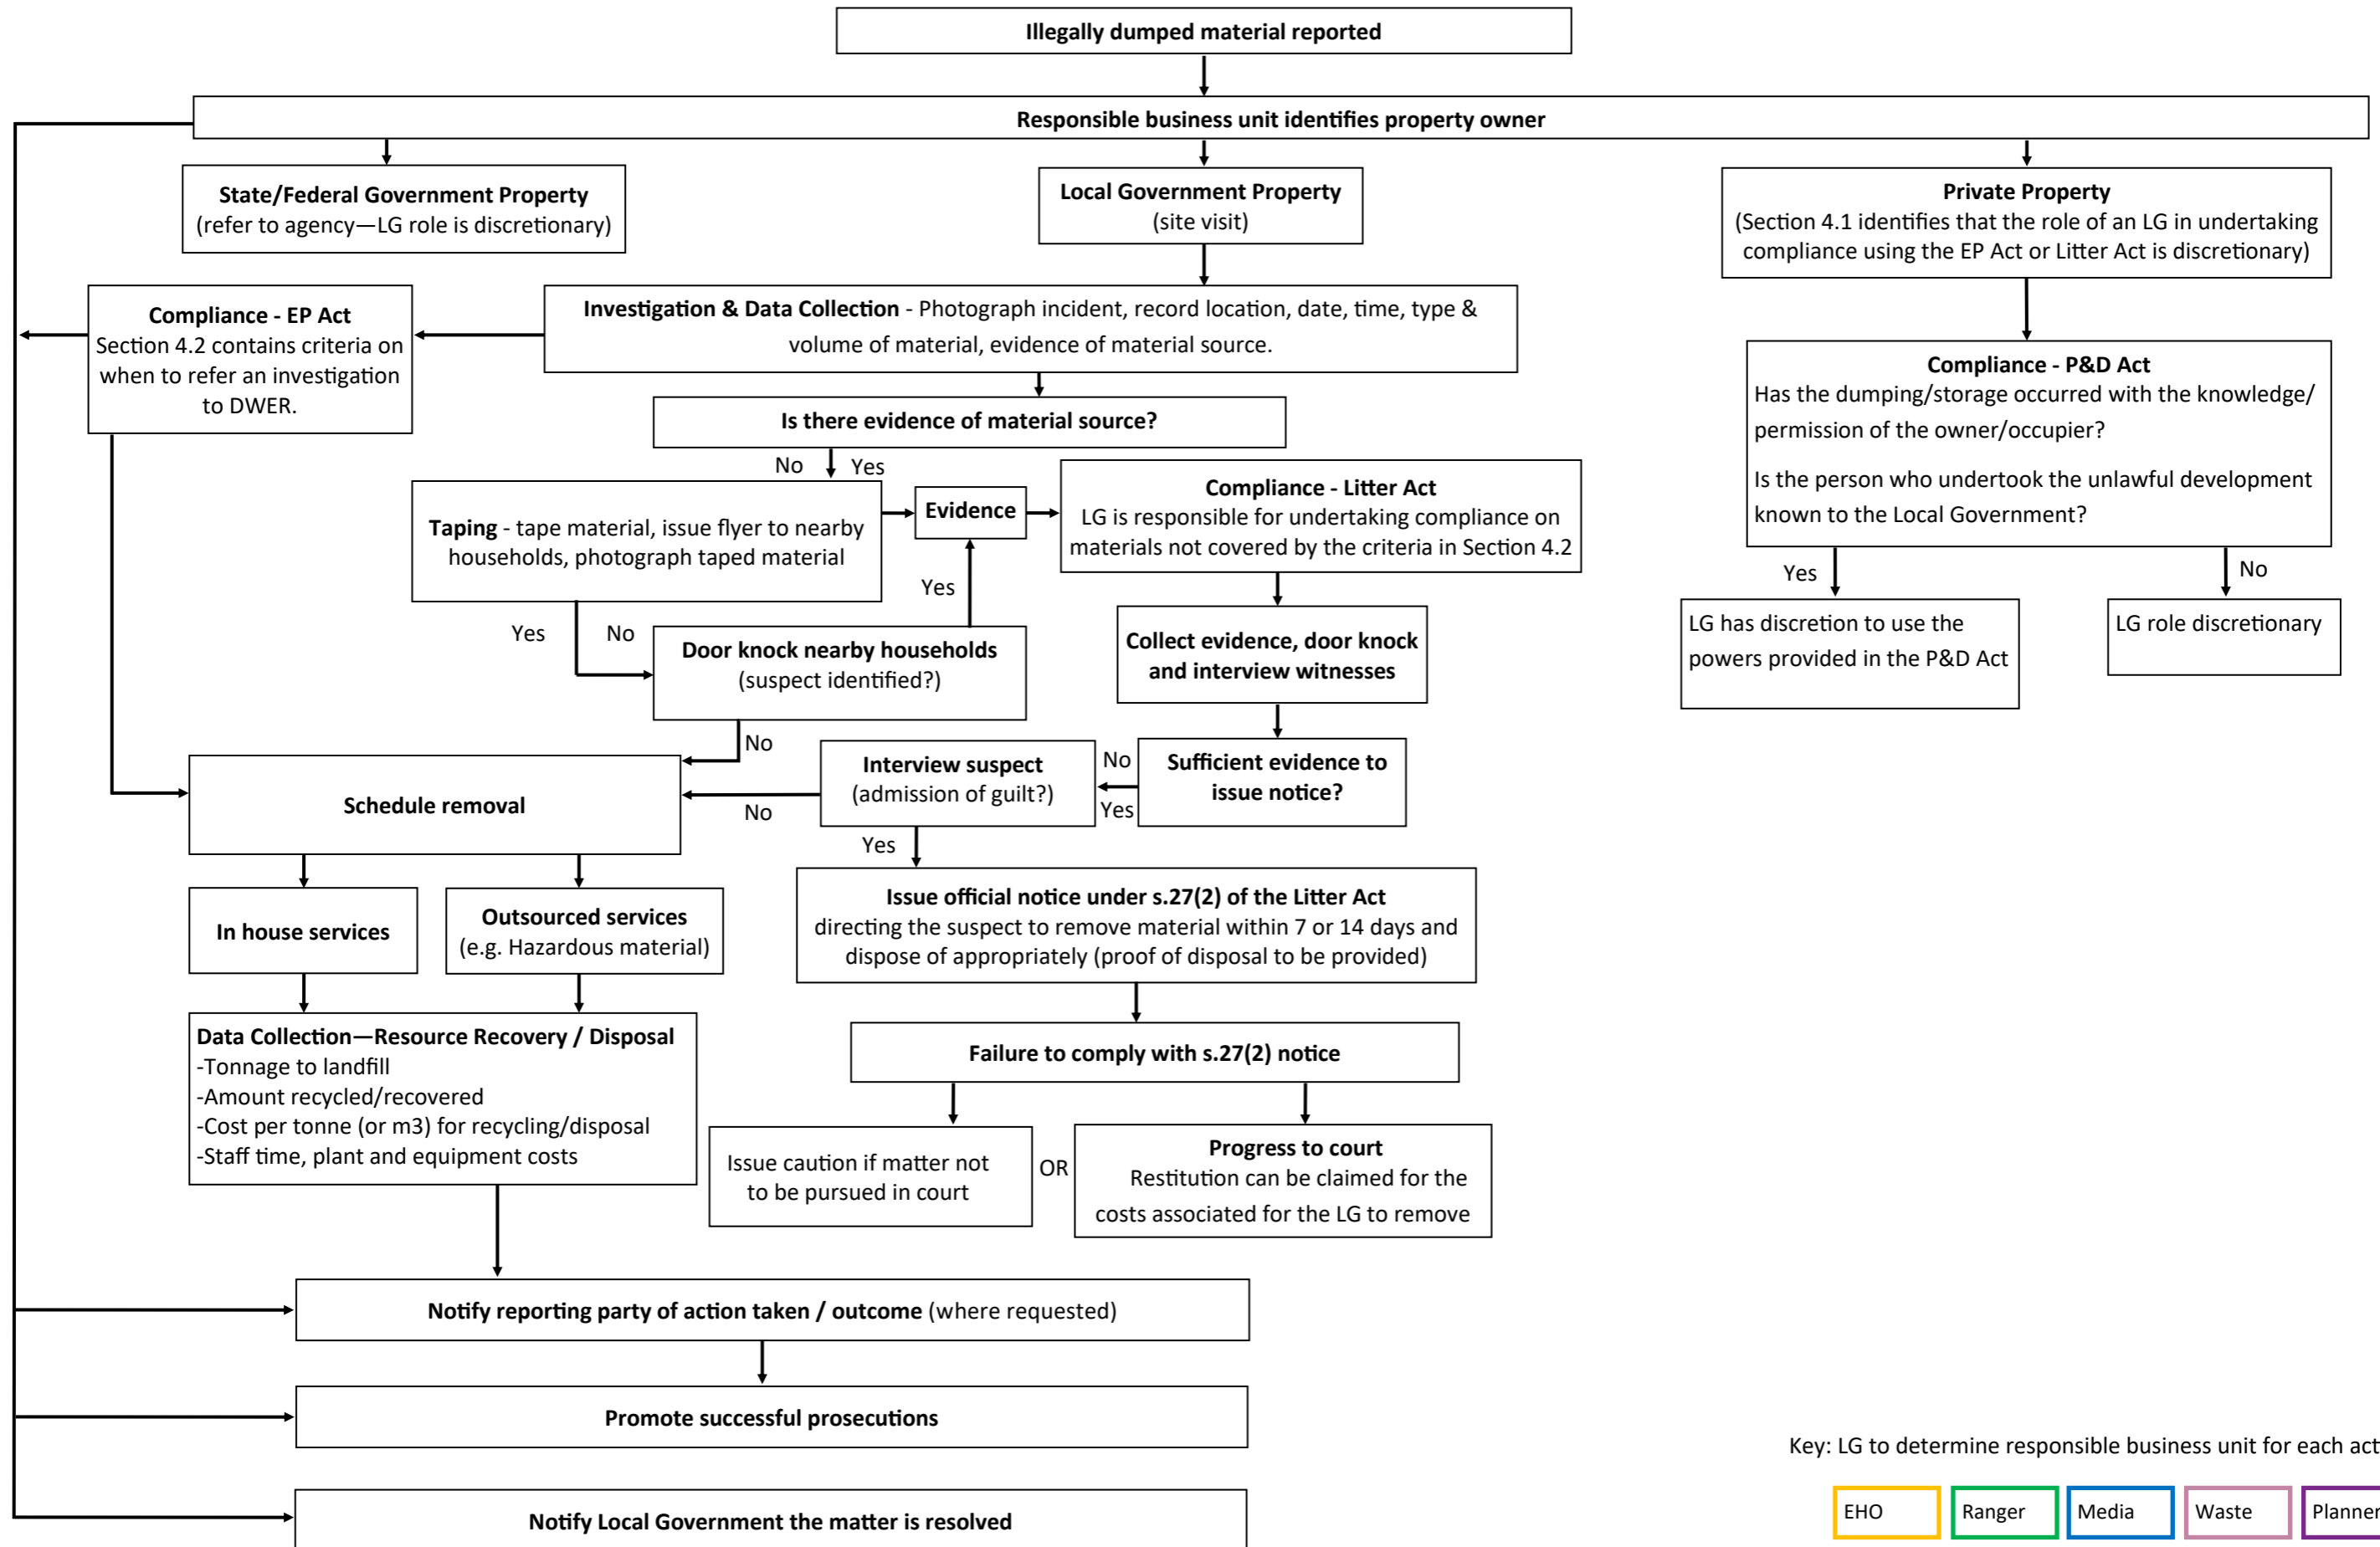 Illegally dumped material reported
Responsible business unit identifies property owner
State/Federal Government Property
(refer to agency—LG role is discretionary)
Local Government Property
(site visit)
Private Property
(Section 4.1 identifies that the role of an LG in undertaking
compliance using the EP Act or Litter Act is discretionary)
Compliance - EP Act
Section 4.2 contains criteria on
when to refer an investigation
to DWER.
Investigation & Data Collection - Photograph incident, record location, date, time, type &
volume of material, evidence of material source.
Compliance - P&D Act
Has the dumping/storage occurred with the knowledge/
permission of the owner/occupier?
Is the person who undertook the unlawful development
known to the Local Government?
Is there evidence of material source?
No
Yes
Taping - tape material, issue flyer to nearby
households, photograph taped material
Evidence
Compliance - Litter Act
LG is responsible for undertaking compliance on
materials not covered by the criteria in Section 4.2
Yes
No
Yes
LG has discretion to use the
powers provided in the P&D Act
LG role discretionary
Yes
No
Door knock nearby households
(suspect identified?)
Collect evidence, door knock
and interview witnesses
No
Schedule removal
Interview suspect
(admission of guilt?)
No
Yes
Sufficient evidence to
issue notice?
No
Yes
In house services
Outsourced services
(e.g. Hazardous material)
Issue official notice under s.27(2) of the Litter Act
directing the suspect to remove material within 7 or 14 days and
dispose of appropriately (proof of disposal to be provided)
Data Collection—Resource Recovery / Disposal
-Tonnage to landfill
-Amount recycled/recovered
-Cost per tonne (or m3) for recycling/disposal
-Staff time, plant and equipment costs
Failure to comply with s.27(2) notice
Issue caution if matter not
to be pursued in court
OR
Progress to court
Restitution can be claimed for the
costs associated for the LG to remove
Notify reporting party of action taken / outcome (where requested)
Promote successful prosecutions
Notify Local Government the matter is resolved
Key: LG to determine responsible business unit for each act
EHO
Ranger
Media
Waste
Planner